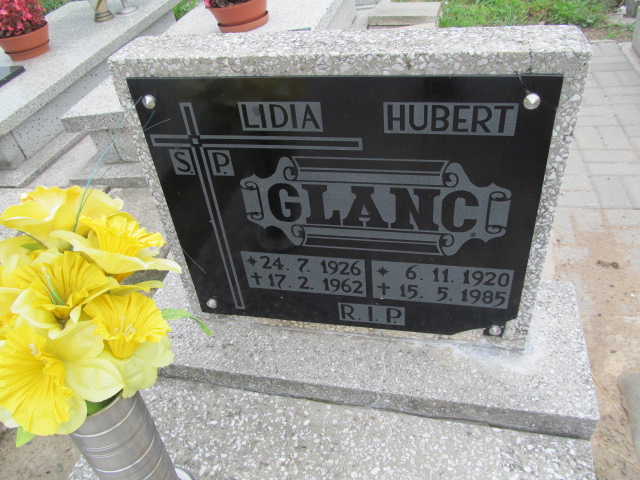 LIDIA HUBERT
Ś. P.
GLANC
* 24. 7. 1926 * 6. 11. 1920
† 17. 2. 1962 † 15. 5. 1985
R.I.P.